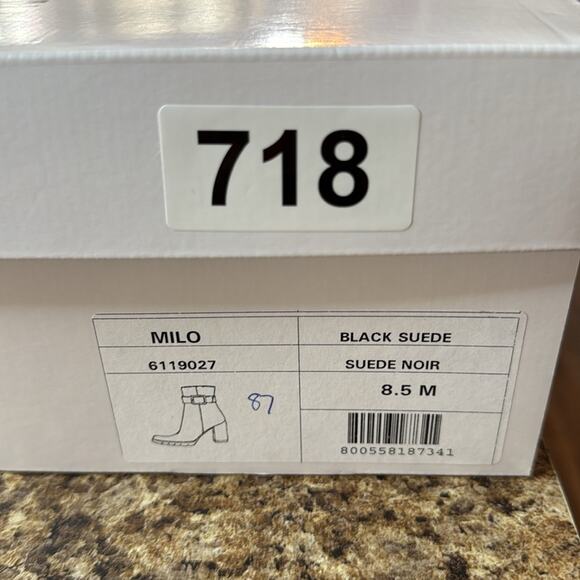 718
MILO
BLACK SUEDE
6119027
SUEDE NOIR
87
8.5 M
800558187341